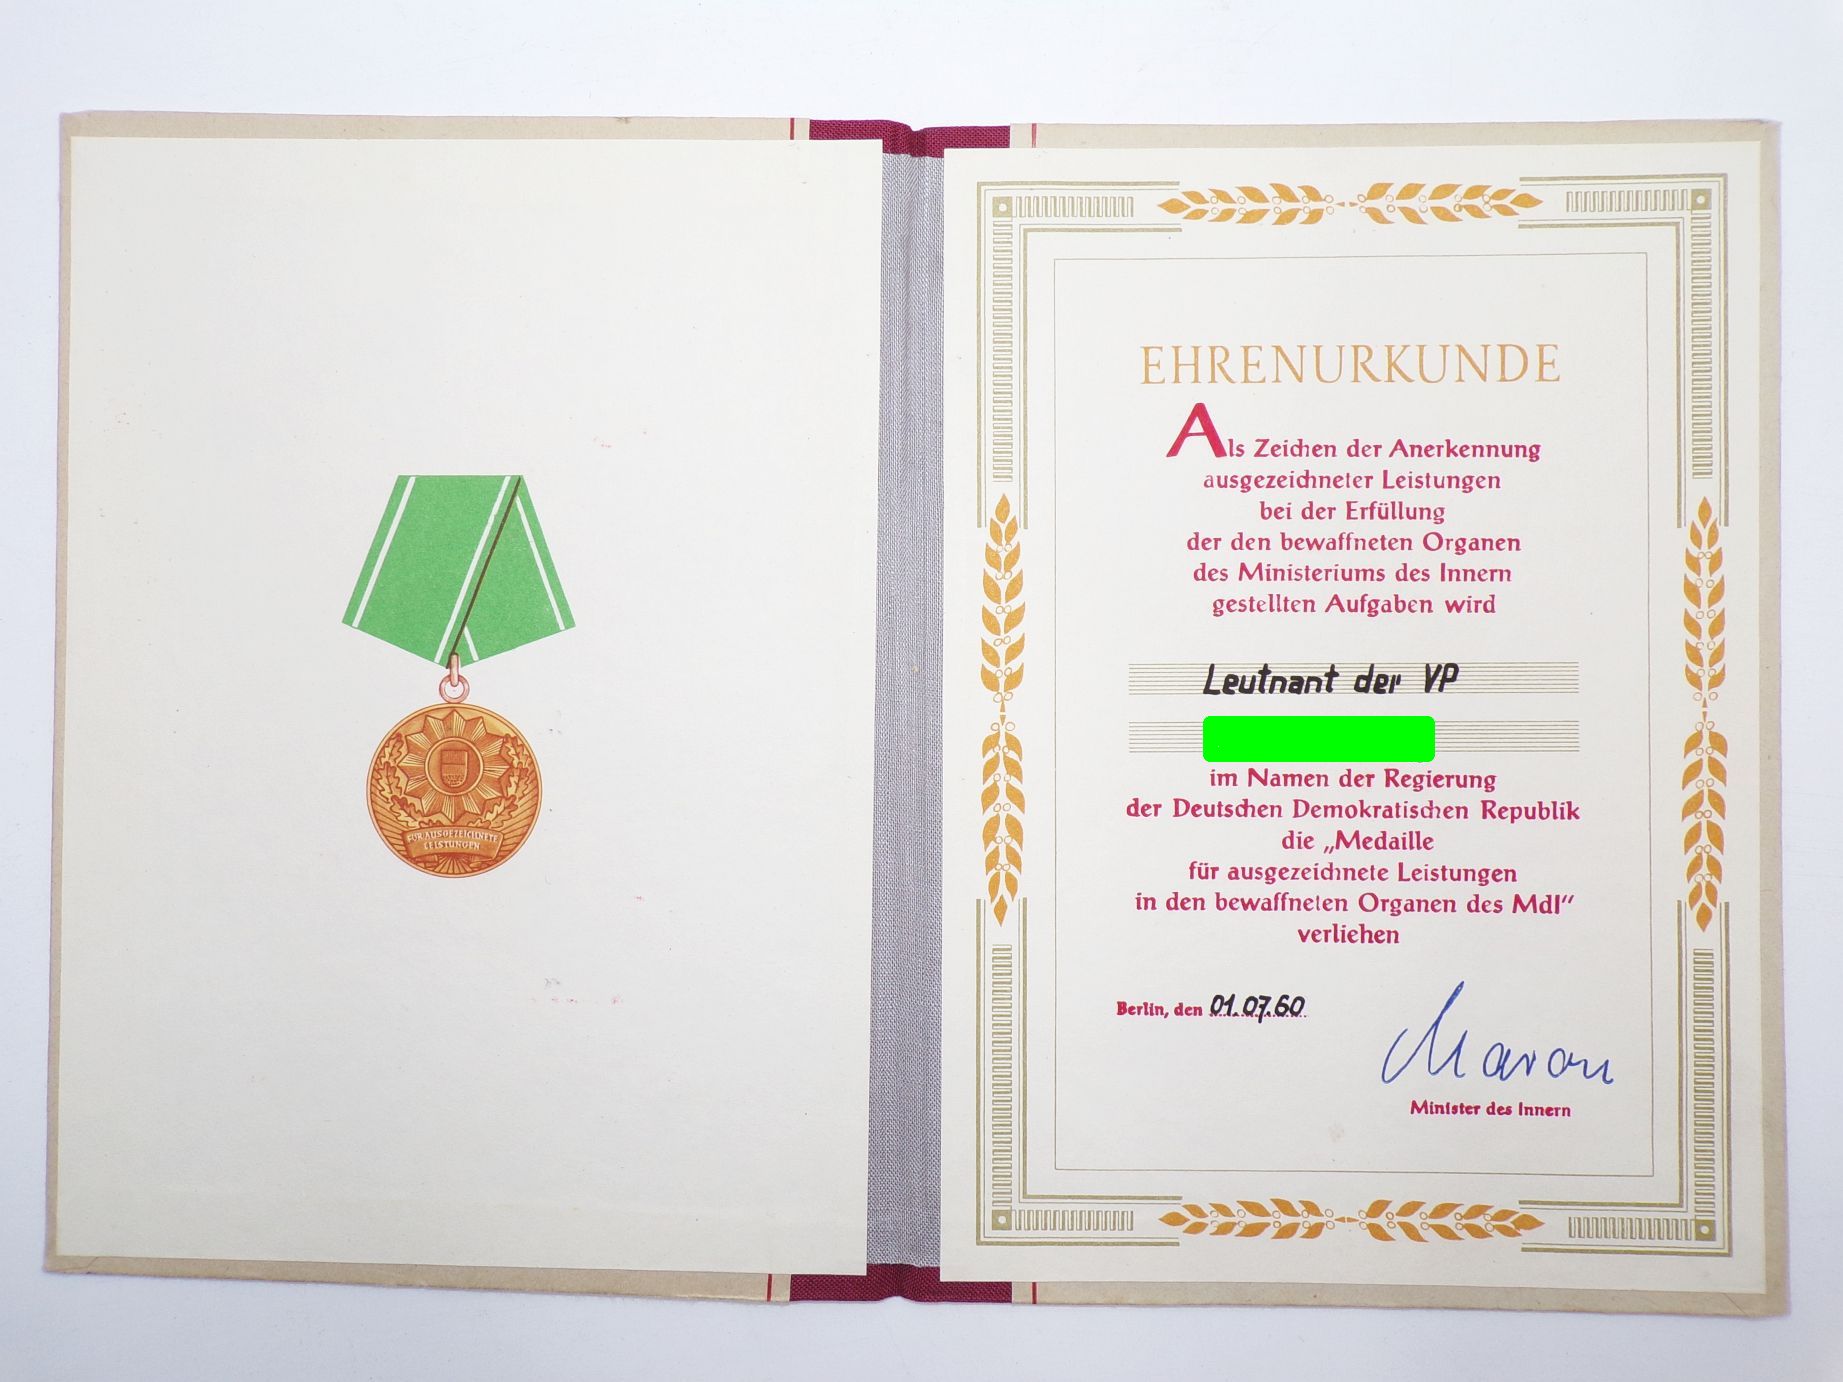 FÜR AUSGEZEICHNETE
LEISTUNGEN
EHRENURKUNDE
Als Zeichen der Anerkennung
ausgezeichneter Leistungen
bei der Erfüllung
der den bewaffneten Organen
des Ministeriums des Innern
gestellten Aufgaben wird
Leutnant der VP
im Namen der Regierung
der Deutschen Demokratischen Republik
die „Medaille
für ausgezeichnete Leistungen
in den bewaffneten Organen des MdI“
verliehen
Berlin, den 01.07.60
Maron
Minister des Innern